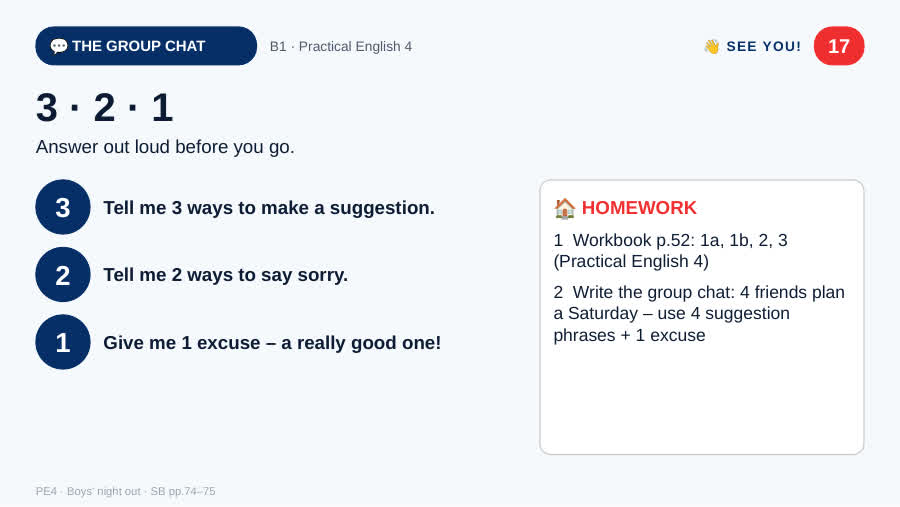 💬 THE GROUP CHAT
B1 · Practical English 4
👋 SEE YOU!
17
3 · 2 · 1
Answer out loud before you go.
3
Tell me 3 ways to make a suggestion.
2
Tell me 2 ways to say sorry.
1
Give me 1 excuse – a really good one!
🏠 HOMEWORK
1 Workbook p.52: 1a, 1b, 2, 3
(Practical English 4)
2 Write the group chat: 4 friends plan
a Saturday – use 4 suggestion
phrases + 1 excuse
PE4 · Boys' night out · SB pp.74–75